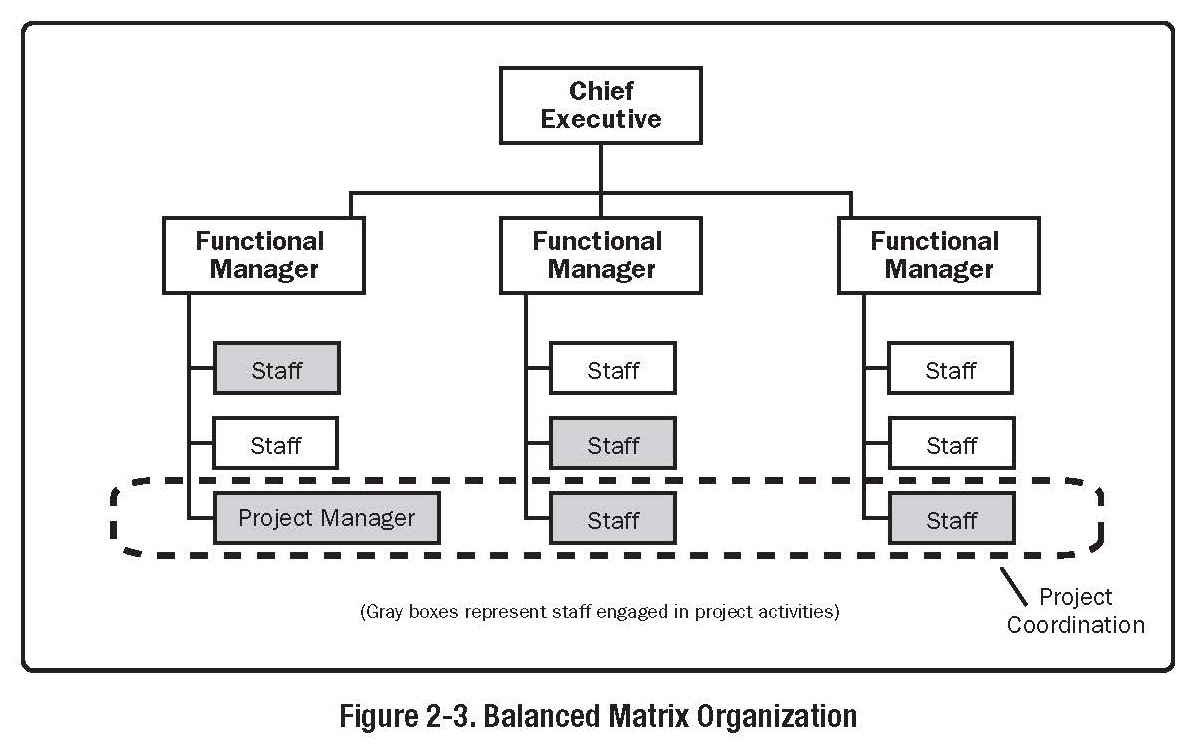 Chief
Executive
Functional
Manager
Functional
Manager
Functional
Manager
Staff
Staff
Staff
Staff
Staff
Staff
Project Manager
Staff
Staff
(Gray boxes represent staff engaged in project activities)
Project
Coordination
Figure 2-3. Balanced Matrix Organization